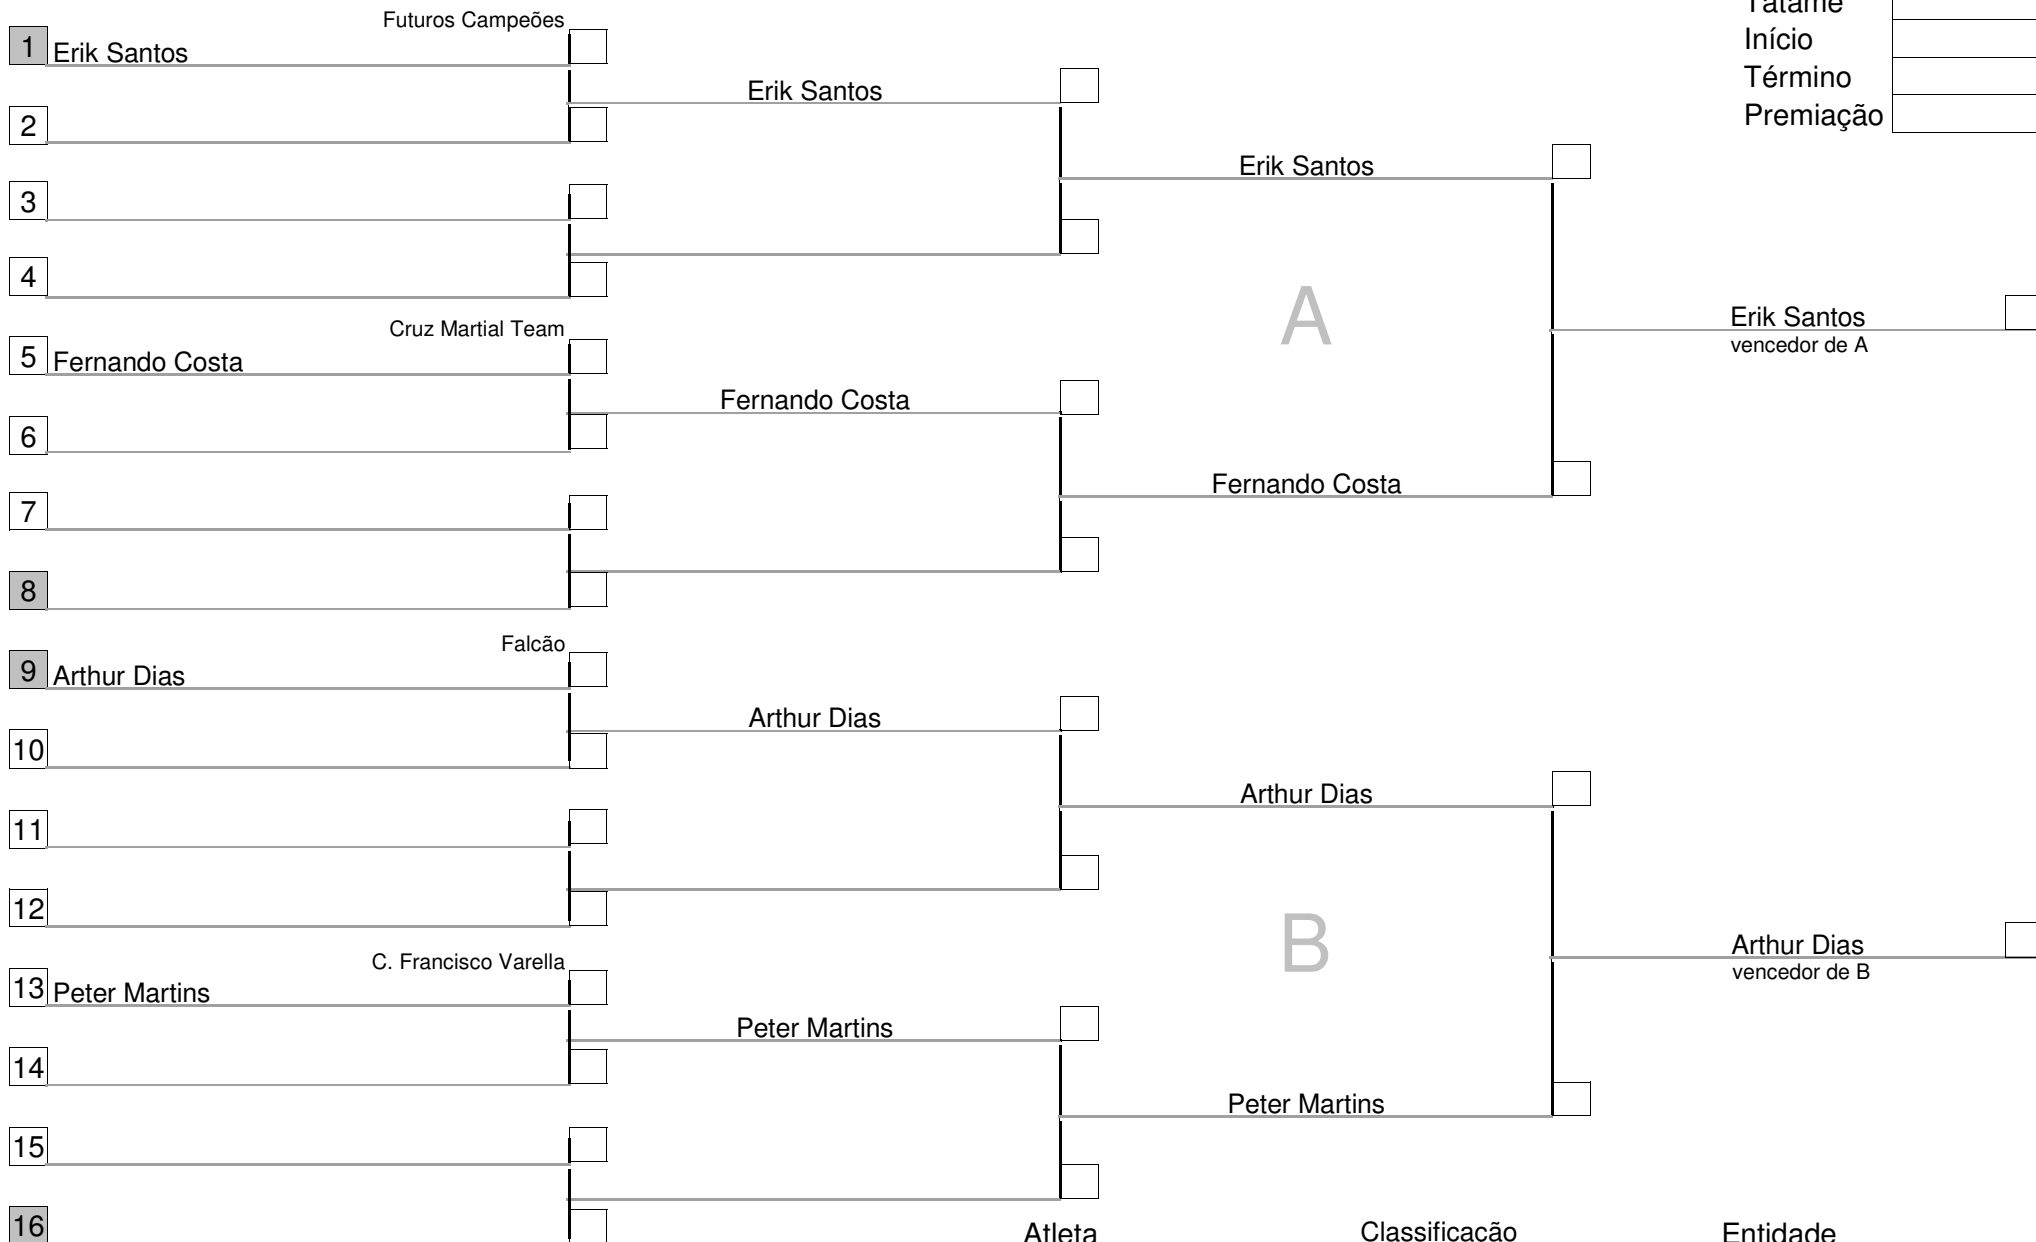 Tatame
Futuros Campeões
1 Erik Santos
Início
Término
Erik Santos
Premiação
2
Erik Santos
3
4
A
Erik Santos
vencedor de A
Cruz Martial Team
5 Fernando Costa
Fernando Costa
6
Fernando Costa
7
8
Falcão
9 Arthur Dias
Arthur Dias
10
Arthur Dias
11
12
B
Arthur Dias
vencedor de B
C. Francisco Varella
13 Peter Martins
Peter Martins
14
Peter Martins
15
16
Atleta Classificação Entidade